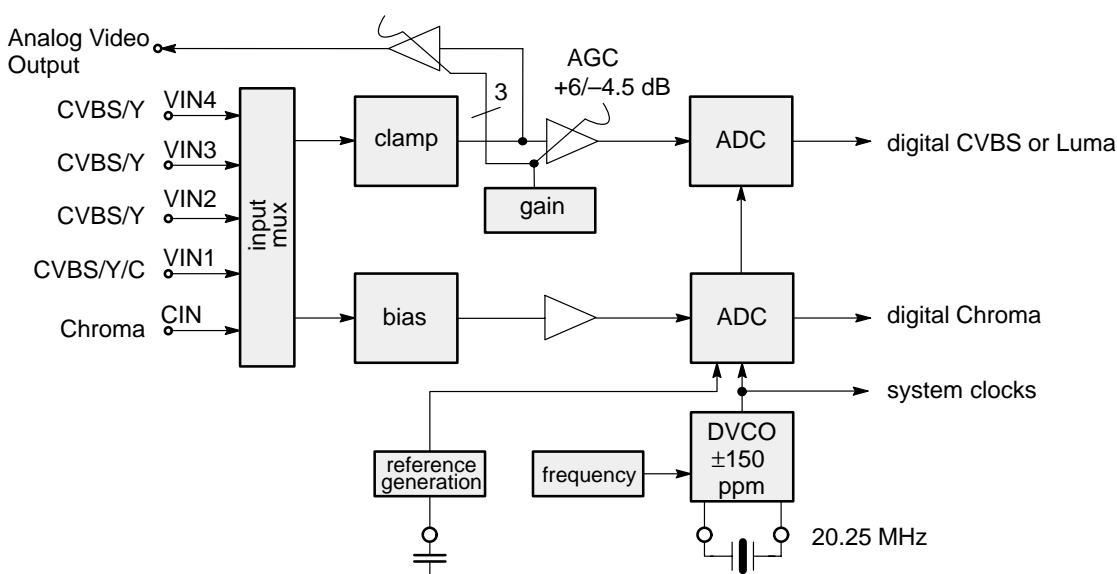 Analog Video
Output
AGC
+6/–4.5 dB
3
CVBS/Y
VIN4
CVBS/Y
VIN3
CVBS/Y
VIN2
CVBS/Y/C
VIN1
Chroma
CIN
input
mux
clamp
gain
ADC
digital CVBS or Luma
bias
ADC
digital Chroma
system clocks
reference
generation
frequency
DVCO
±150
ppm
20.25 MHz